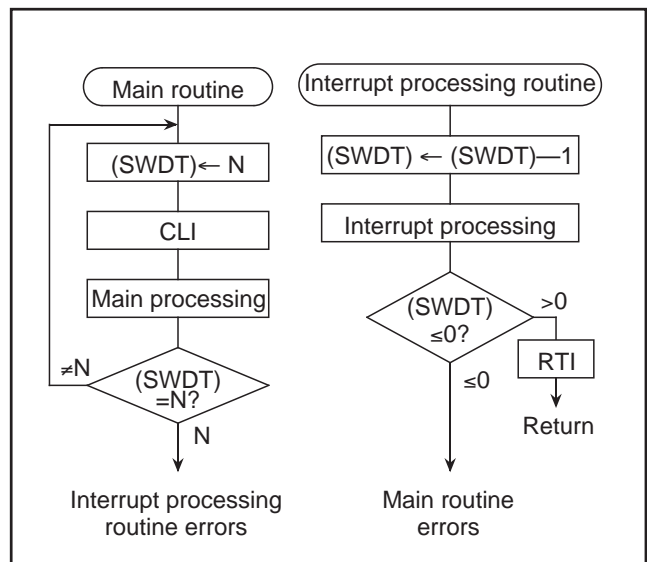 Main routine
(SWDT)← N
CLI
Main processing
(SWDT)
=N?
≠N
N
Interrupt processing
routine errors
Interrupt processing routine
(SWDT) ← (SWDT)—1
Interrupt processing
(SWDT)
≤0?
>0
RTI
Return
≤0
Main routine
errors